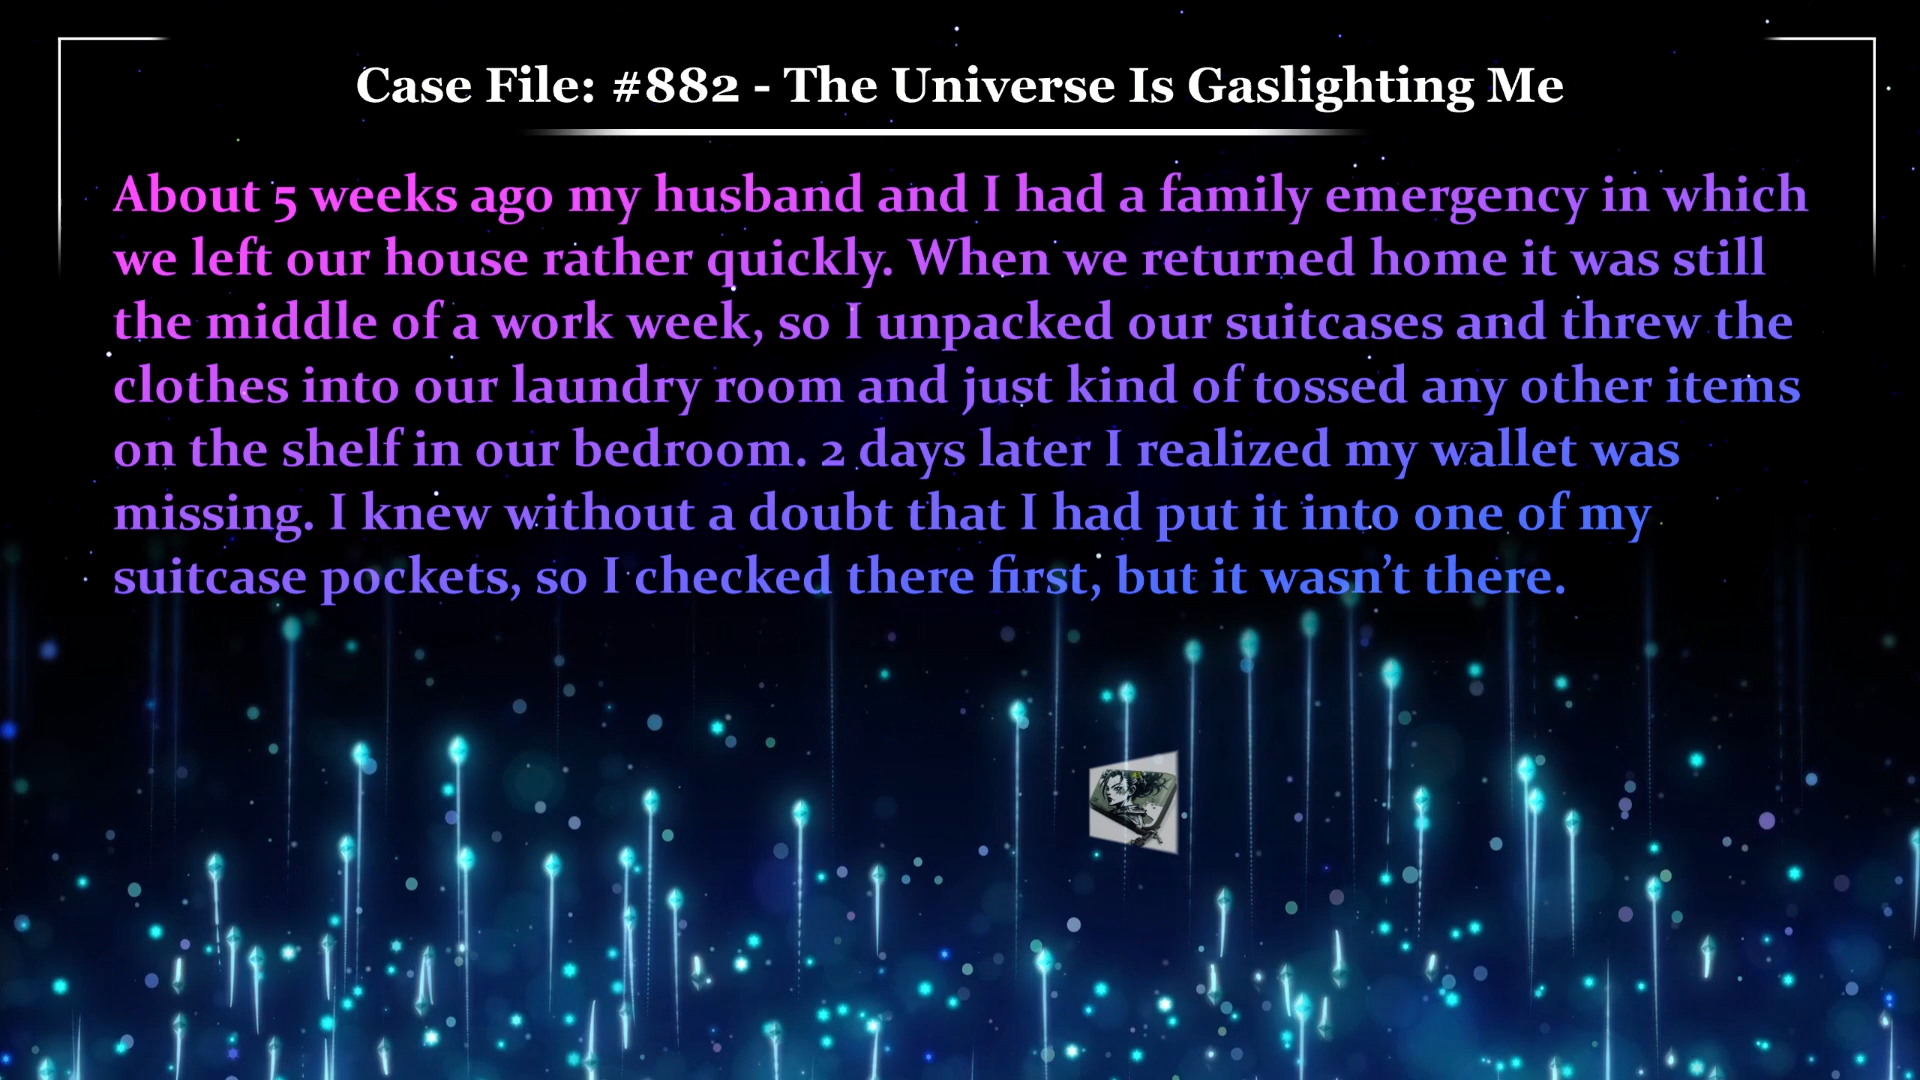 Case File: #882 - The Universe Is Gaslighting Me
About 5 weeks ago my husband and I had a family emergency in which
we left our house rather quickly. When we returned home it was still
the middle of a work week, so I unpacked our suitcases and threw the
clothes into our laundry room and just kind of tossed any other items
on the shelf in our bedroom. 2 days later I realized my wallet was
missing. I knew without a doubt that I had put it into one of my
suitcase pockets, so I checked there first, but it wasn’t there.